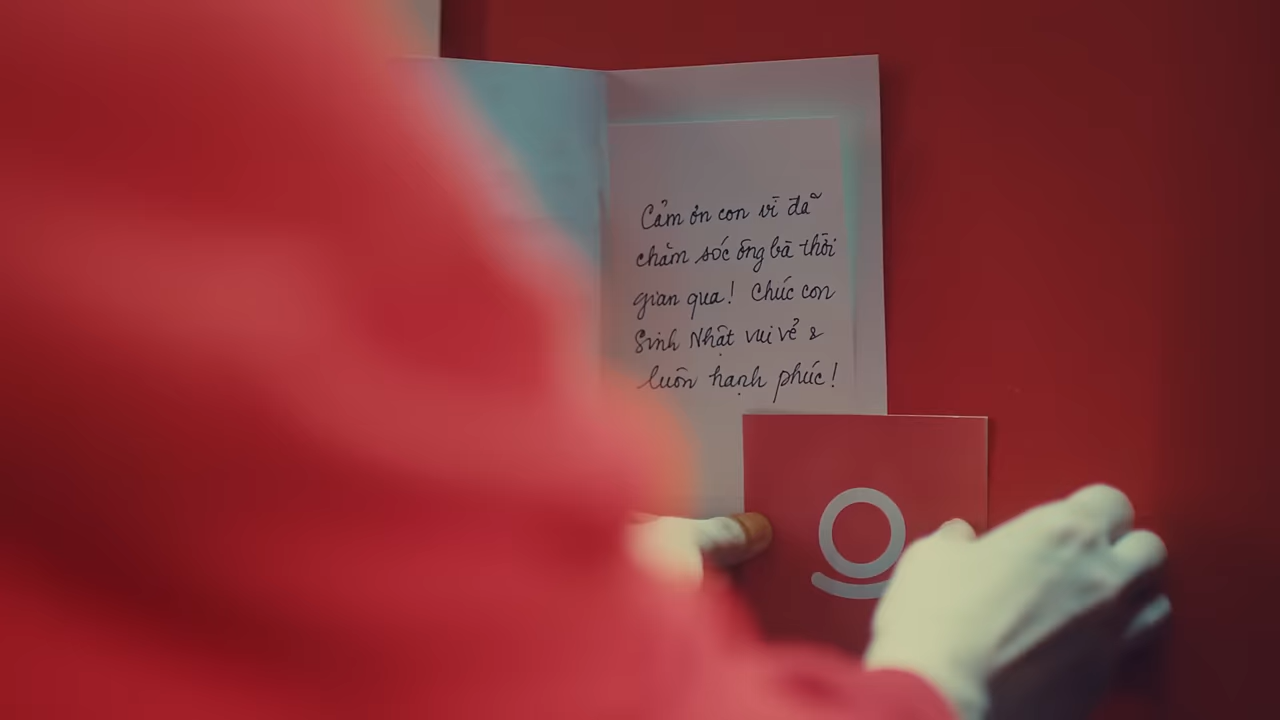 Cảm ơn con vì đã
chăm sóc ông bà thời
gian qua! Chúc con
Sinh Nhật vui vẻ &
luôn hạnh phúc!